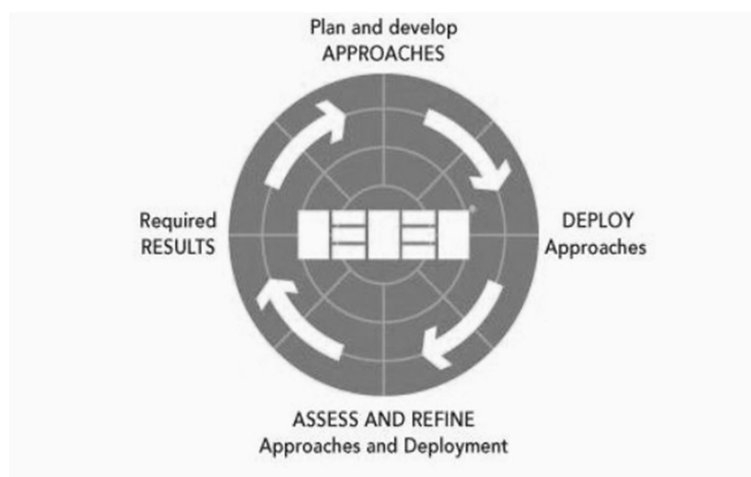 Plan and develop
APPROACHES
Required
RESULTS
DEPLOY
Approaches
ASSESS AND REFINE
Approaches and Deployment